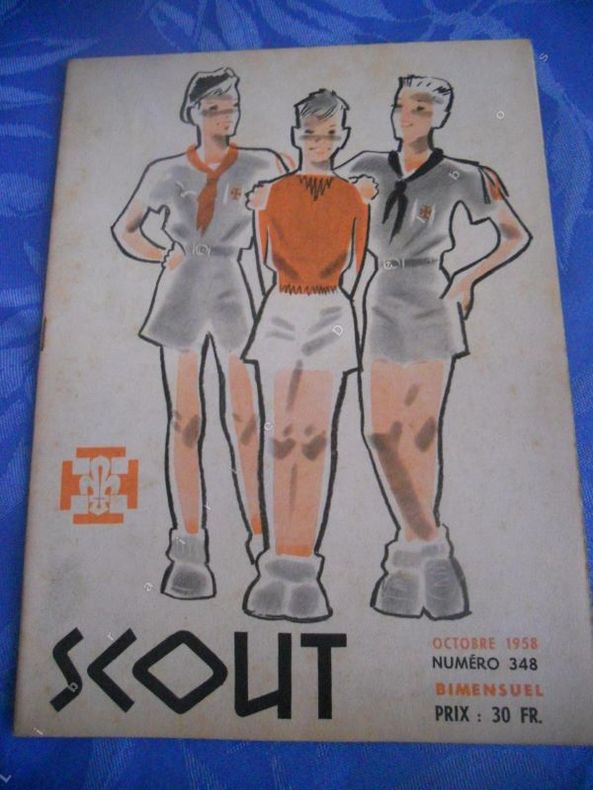 SCOUT
OCTOBRE 1958
NUMÉRO 348
BIMENSUEL
PRIX : 30 FR.